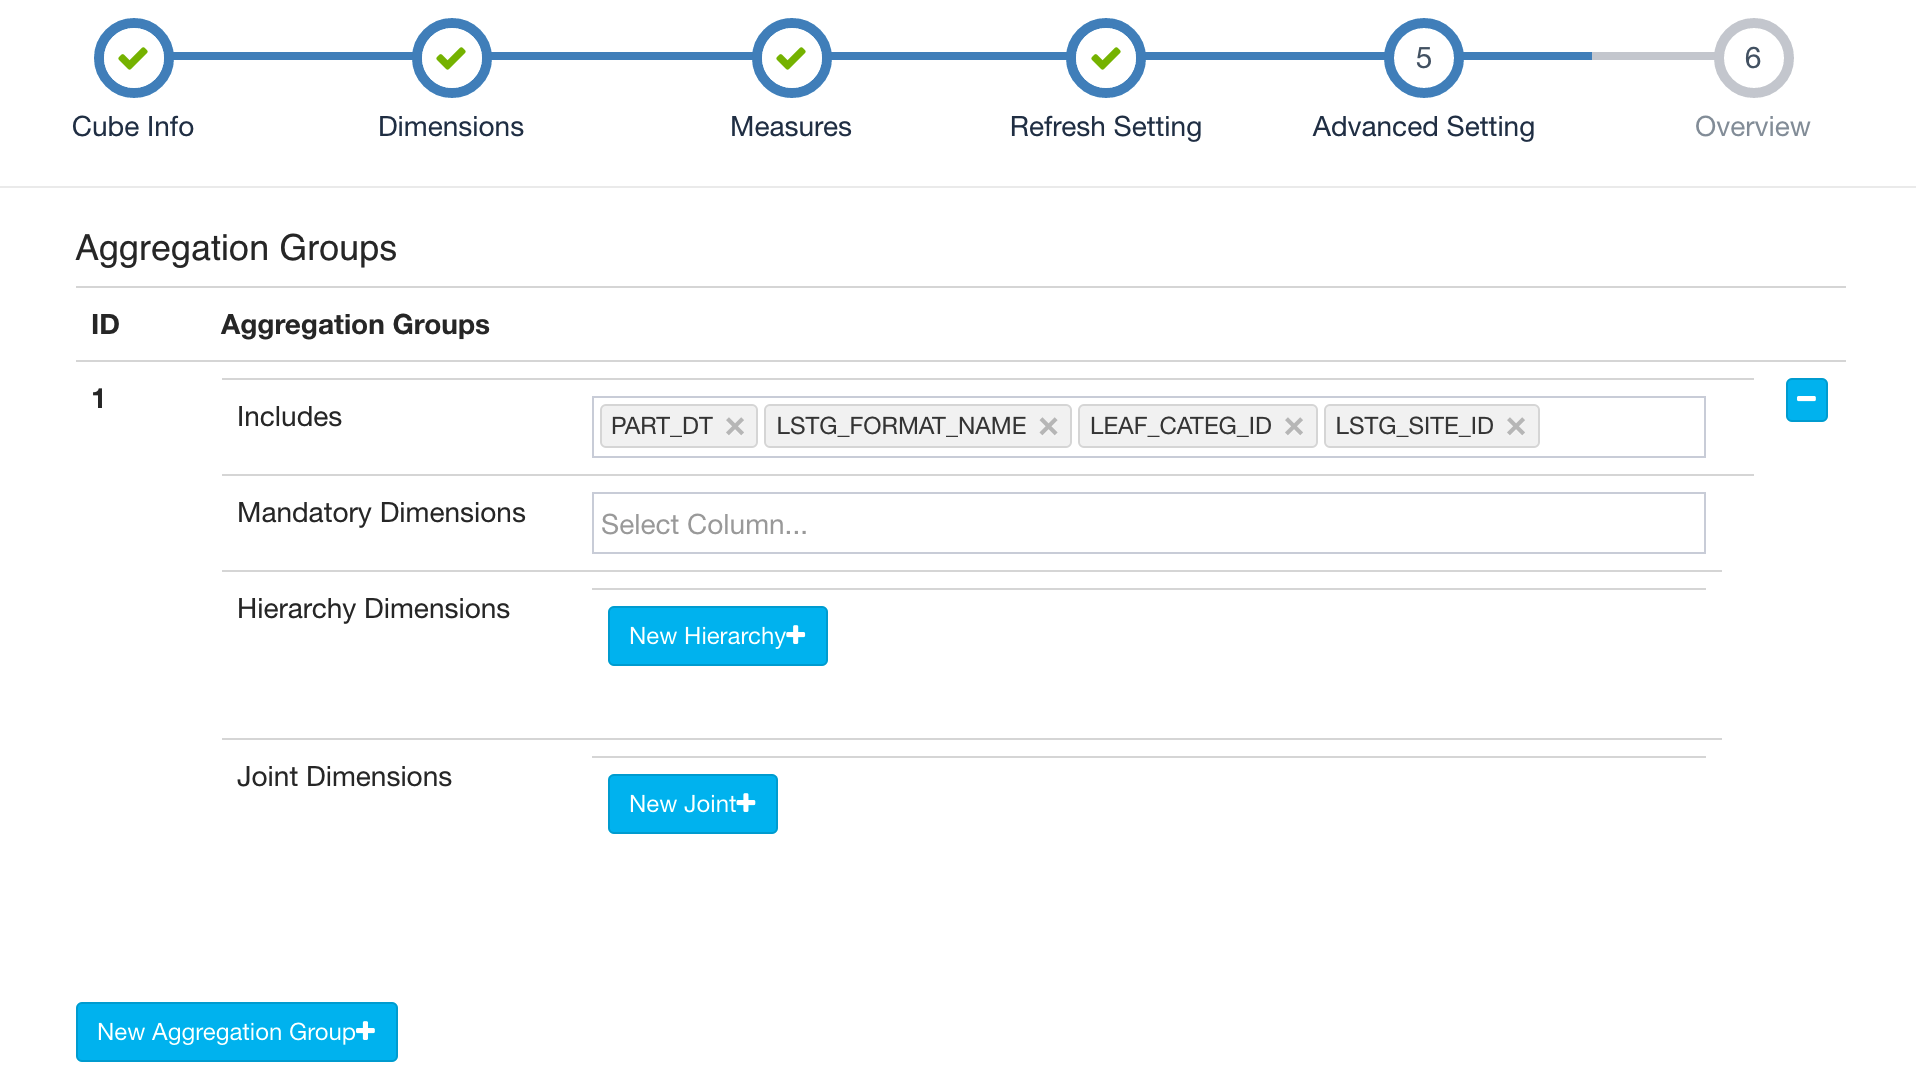 5
6
Cube Info
Dimensions
Measures
Refresh Setting
Advanced Setting
Overview
Aggregation Groups
ID
Aggregation Groups
1
Includes
PART_DT
LSTG_FORMAT_NAME
LEAF_CATEG_ID
LSTG_SITE_ID
Mandatory Dimensions
Select Column...
Hierarchy Dimensions
New Hierarchy
Joint Dimensions
New Joint
New Aggregation Group